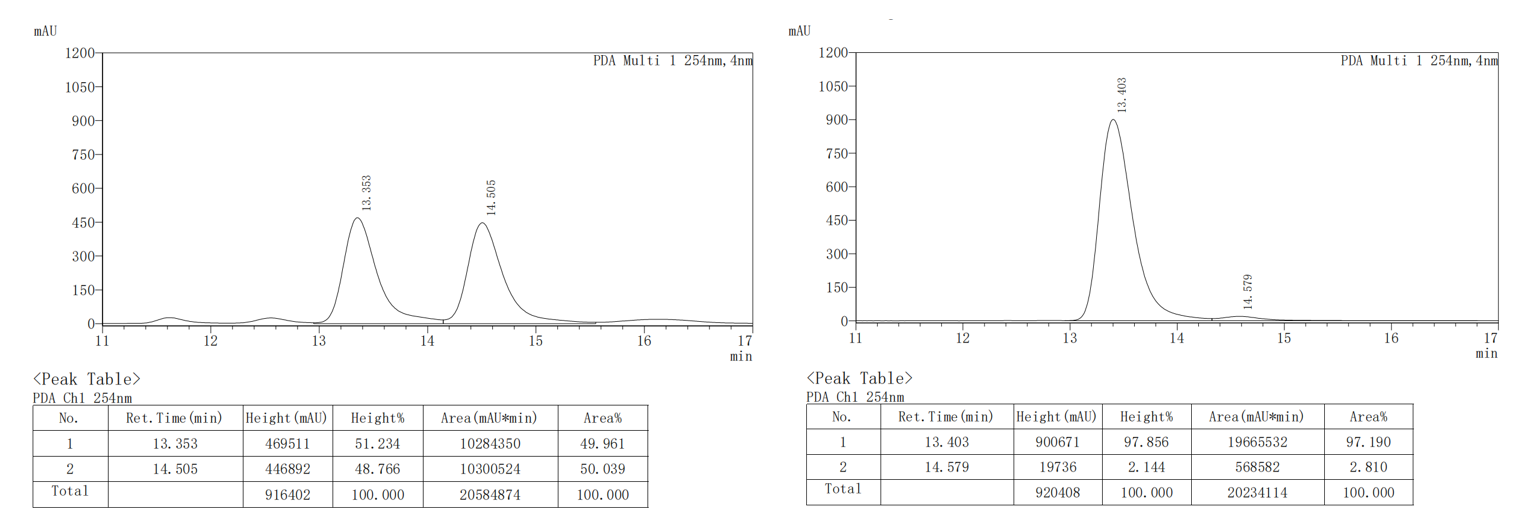 mAU
1200
PDA Multi 1 254nm,4nm
1050
900
750
600
450
300
150
0
13.353
14.505
11 12 13 14 15 16 17
min
<Peak Table>
PDA Ch1 254nm
No. Ret.Time(min) Height(mAU) Height% Area(mAU*min) Area%
1 13.353 469511 51.234 10284350 49.961
2 14.505 446892 48.766 10300524 50.039
Total 916402 100.000 20584874 100.000
mAU
1200
PDA Multi 1 254nm,4nm
1050
900
750
600
450
300
150
0
13.403
14.579
11 12 13 14 15 16 17
min
<Peak Table>
PDA Ch1 254nm
No. Ret.Time(min) Height(mAU) Height% Area(mAU*min) Area%
1 13.403 900671 97.856 19665532 97.190
2 14.579 19736 2.144 568582 2.810
Total 920408 100.000 20234114 100.000